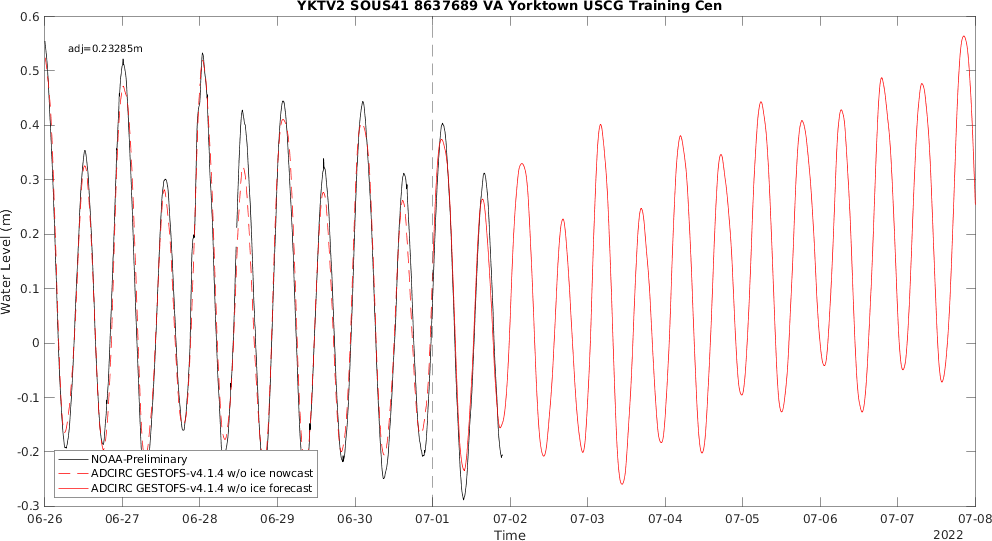 YKTV2 SOUS41 8637689 VA Yorktown USCG Training Cen
adj=0.23285m
0.6
0.5
0.4
0.3
0.2
0.1
0
-0.1
-0.2
-0.3
Water Level (m)
NOAA-Preliminary
ADCIRC GESTOFS-v4.1.4 w/o ice nowcast
ADCIRC GESTOFS-v4.1.4 w/o ice forecast
06-26 06-27 06-28 06-29 06-30 07-01 07-02 07-03 07-04 07-05 07-06 07-07 07-08
Time
2022